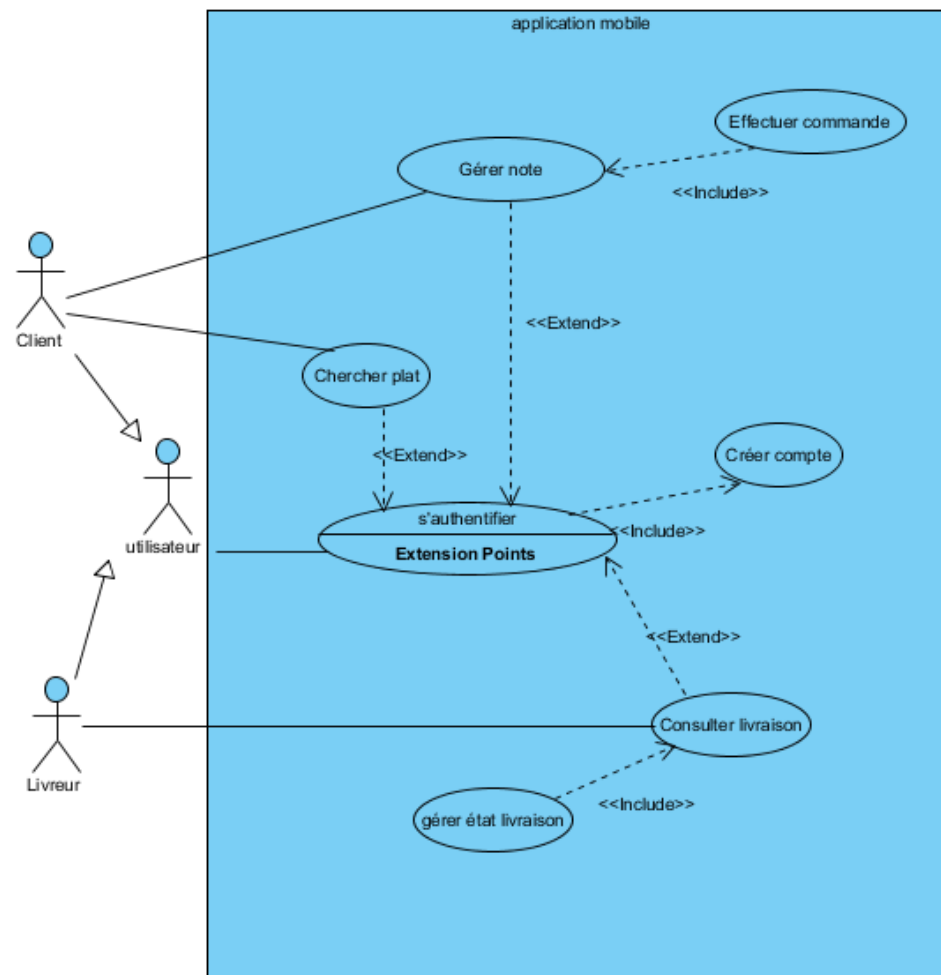 application mobile
Effectuer commande
Gérer note
<<Include>>
Client
<<Extend>>
Chercher plat
<<Extend>>
Créer compte
s'authentifier
<<Include>>
utilisateur
Extension Points
<<Extend>>
Consulter livraison
Livreur
<<Include>>
gérer état livraison